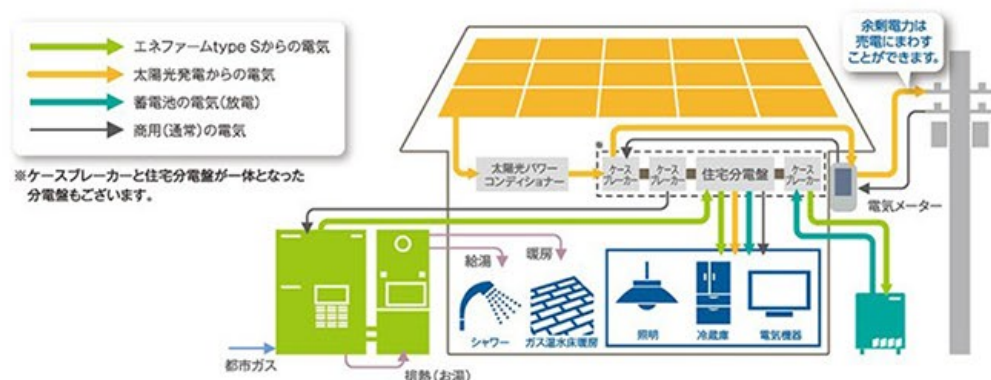 エネファームtype Sからの電気
太陽光発電からの電気
蓄電池の電気(放電)
商用(通常)の電気
※ケースブレーカーと住宅分電盤が一体となった
分電盤もございます。
余剰電力は
売電にまわす
ことができます。
※
太陽光パワー
コンディショナー
ケース
ブレーカー
ケース
ブレーカー
住宅分電盤
ケース
ブレーカー
電気メーター
給湯
暖房
シャワー
ガス温水床暖房
照明
冷蔵庫
電気機器
都市ガス
排熱(お湯)